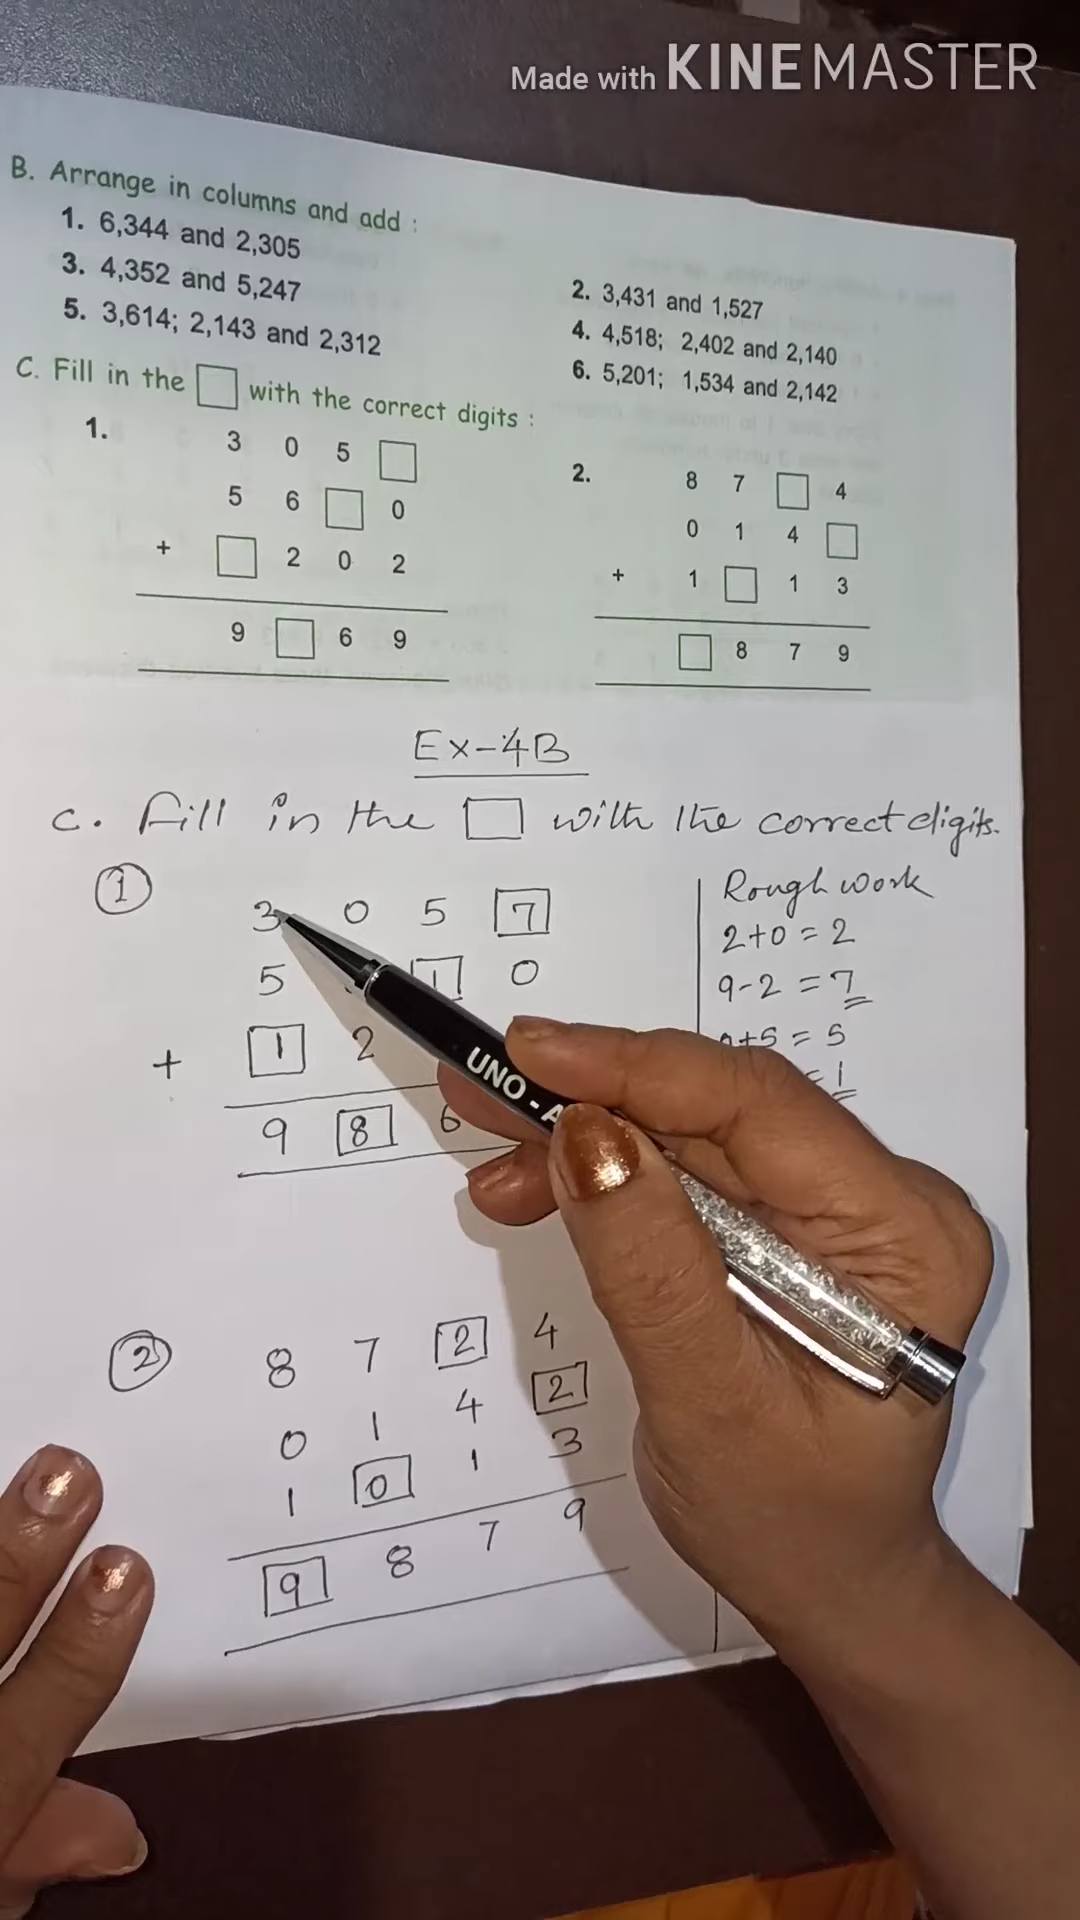 Made with KINEMASTER
B. Arrange in columns and add :
1. 6,344 and 2,305
2. 3,431 and 1,527
3. 4,352 and 5,247
4. 4,518; 2,402 and 2,140
5. 3,614; 2,143 and 2,312
6. 5,201; 1,534 and 2,142
C. Fill in the □ with the correct digits :
1.
3 0 5 □
5 6 □ 0
+ □ 2 0 2
9 □ 6 9
2.
8 7 □ 4
0 1 4 □
+ 1 □ 1 3
□ 8 7 9
Ex-4B
C. Fill in the □ with the correct digits.
1
3 0 5 7
5 1 0
+ 1 2
9 8 6
Rough work
2+0 = 2
9-2 = 7
+5 = 5
= 1
2
8 7 2 4
0 1 4 2
1 0 1 3
9 8 7 9
UNO-A